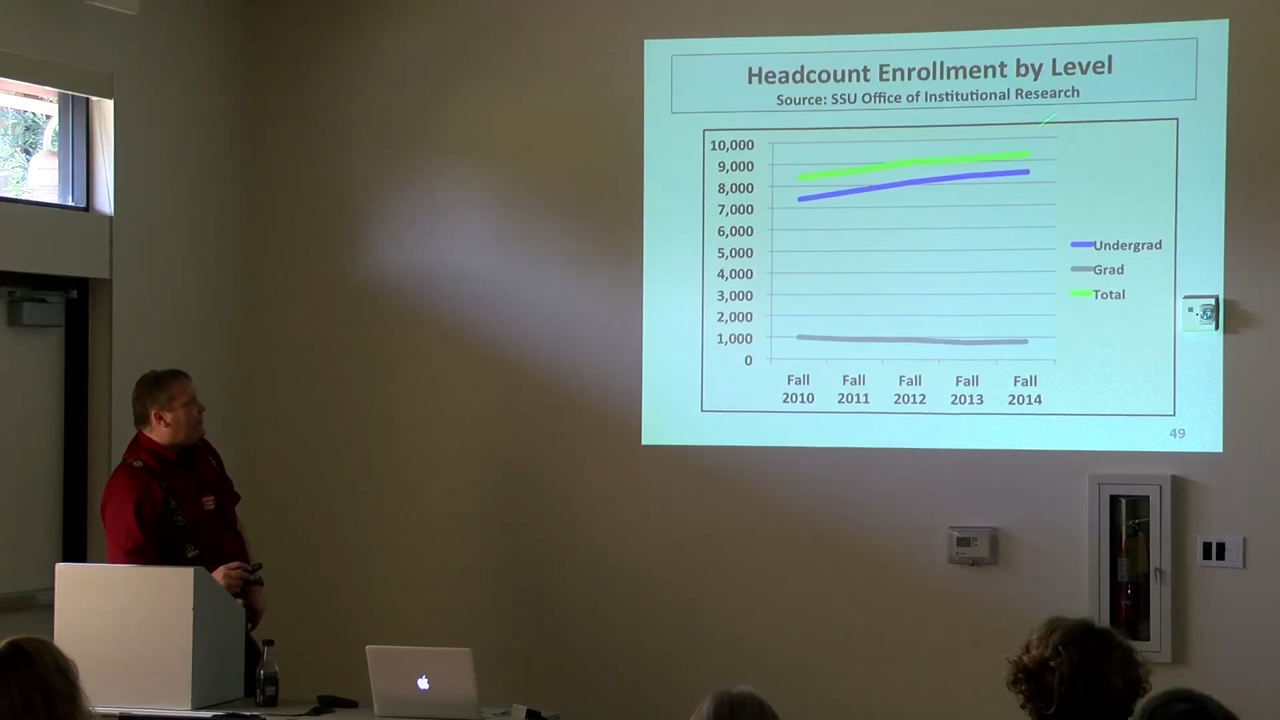 Headcount Enrollment by Level
Source: SSU Office of Institutional Research
10,000
9,000
8,000
7,000
6,000
5,000
4,000
3,000
2,000
1,000
0
Undergrad
Grad
Total
Fall 2010
Fall 2011
Fall 2012
Fall 2013
Fall 2014
49